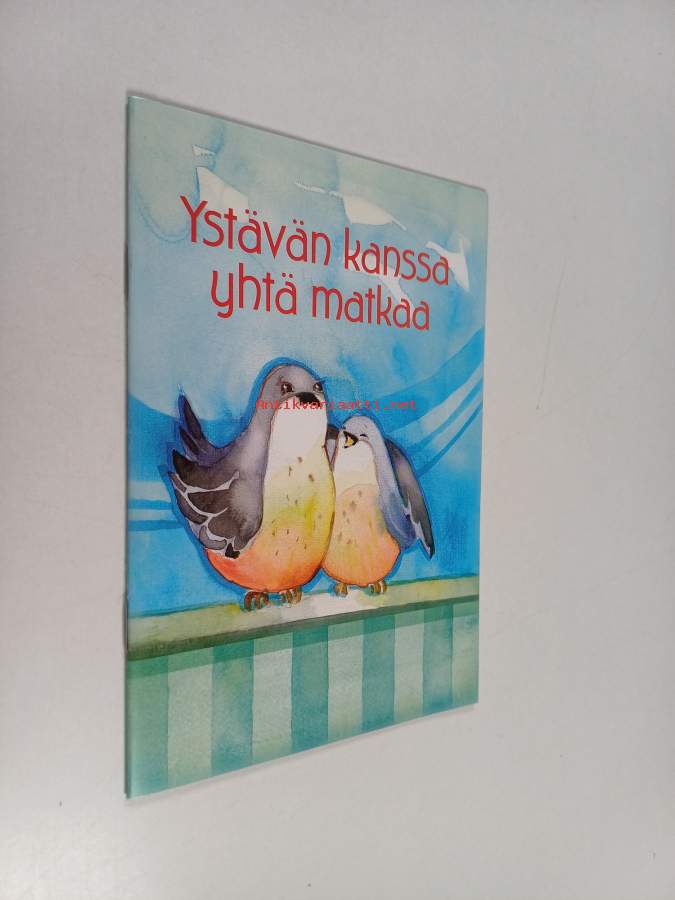 Ystävän kanssa
yhtä matkaa
Antikvariaatti.net